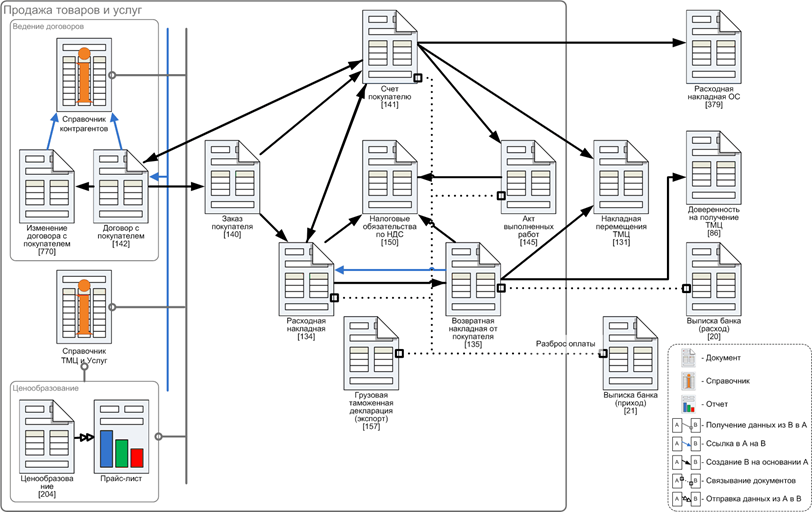 Продажа товаров и услуг
Ведение договоров
Справочник
контрагентов
Изменение
договора с
покупателем
[770]
Договор с
покупателем
[142]
Справочник
ТМЦ и Услуг
Ценообразование
Ценообразова
ние
[204]
Прайс-лист
Счет
покупателю
[141]
Заказ
покупателя
[140]
Налоговые
обязательства
по НДС
[150]
Акт
выполненных
работ
[145]
Накладная
перемещения
ТМЦ
[131]
Расходная
накладная ОС
[379]
Доверенность
на получение
ТМЦ
[86]
Расходная
накладная
[134]
Возвратная
накладная от
покупателя
[135]
Выписка банка
(расход)
[20]
Грузовая
таможенная
декларация
(экспорт)
[157]
Разброс оплаты
Выписка банка
(приход)
[21]
- Документ
- Справочник
- Отчет
A B - Получение данных из B в A
A B - Ссылка в A на B
A B - Создание B на основании A
A B - Связывание документов
A B - Отправка данных из A в B